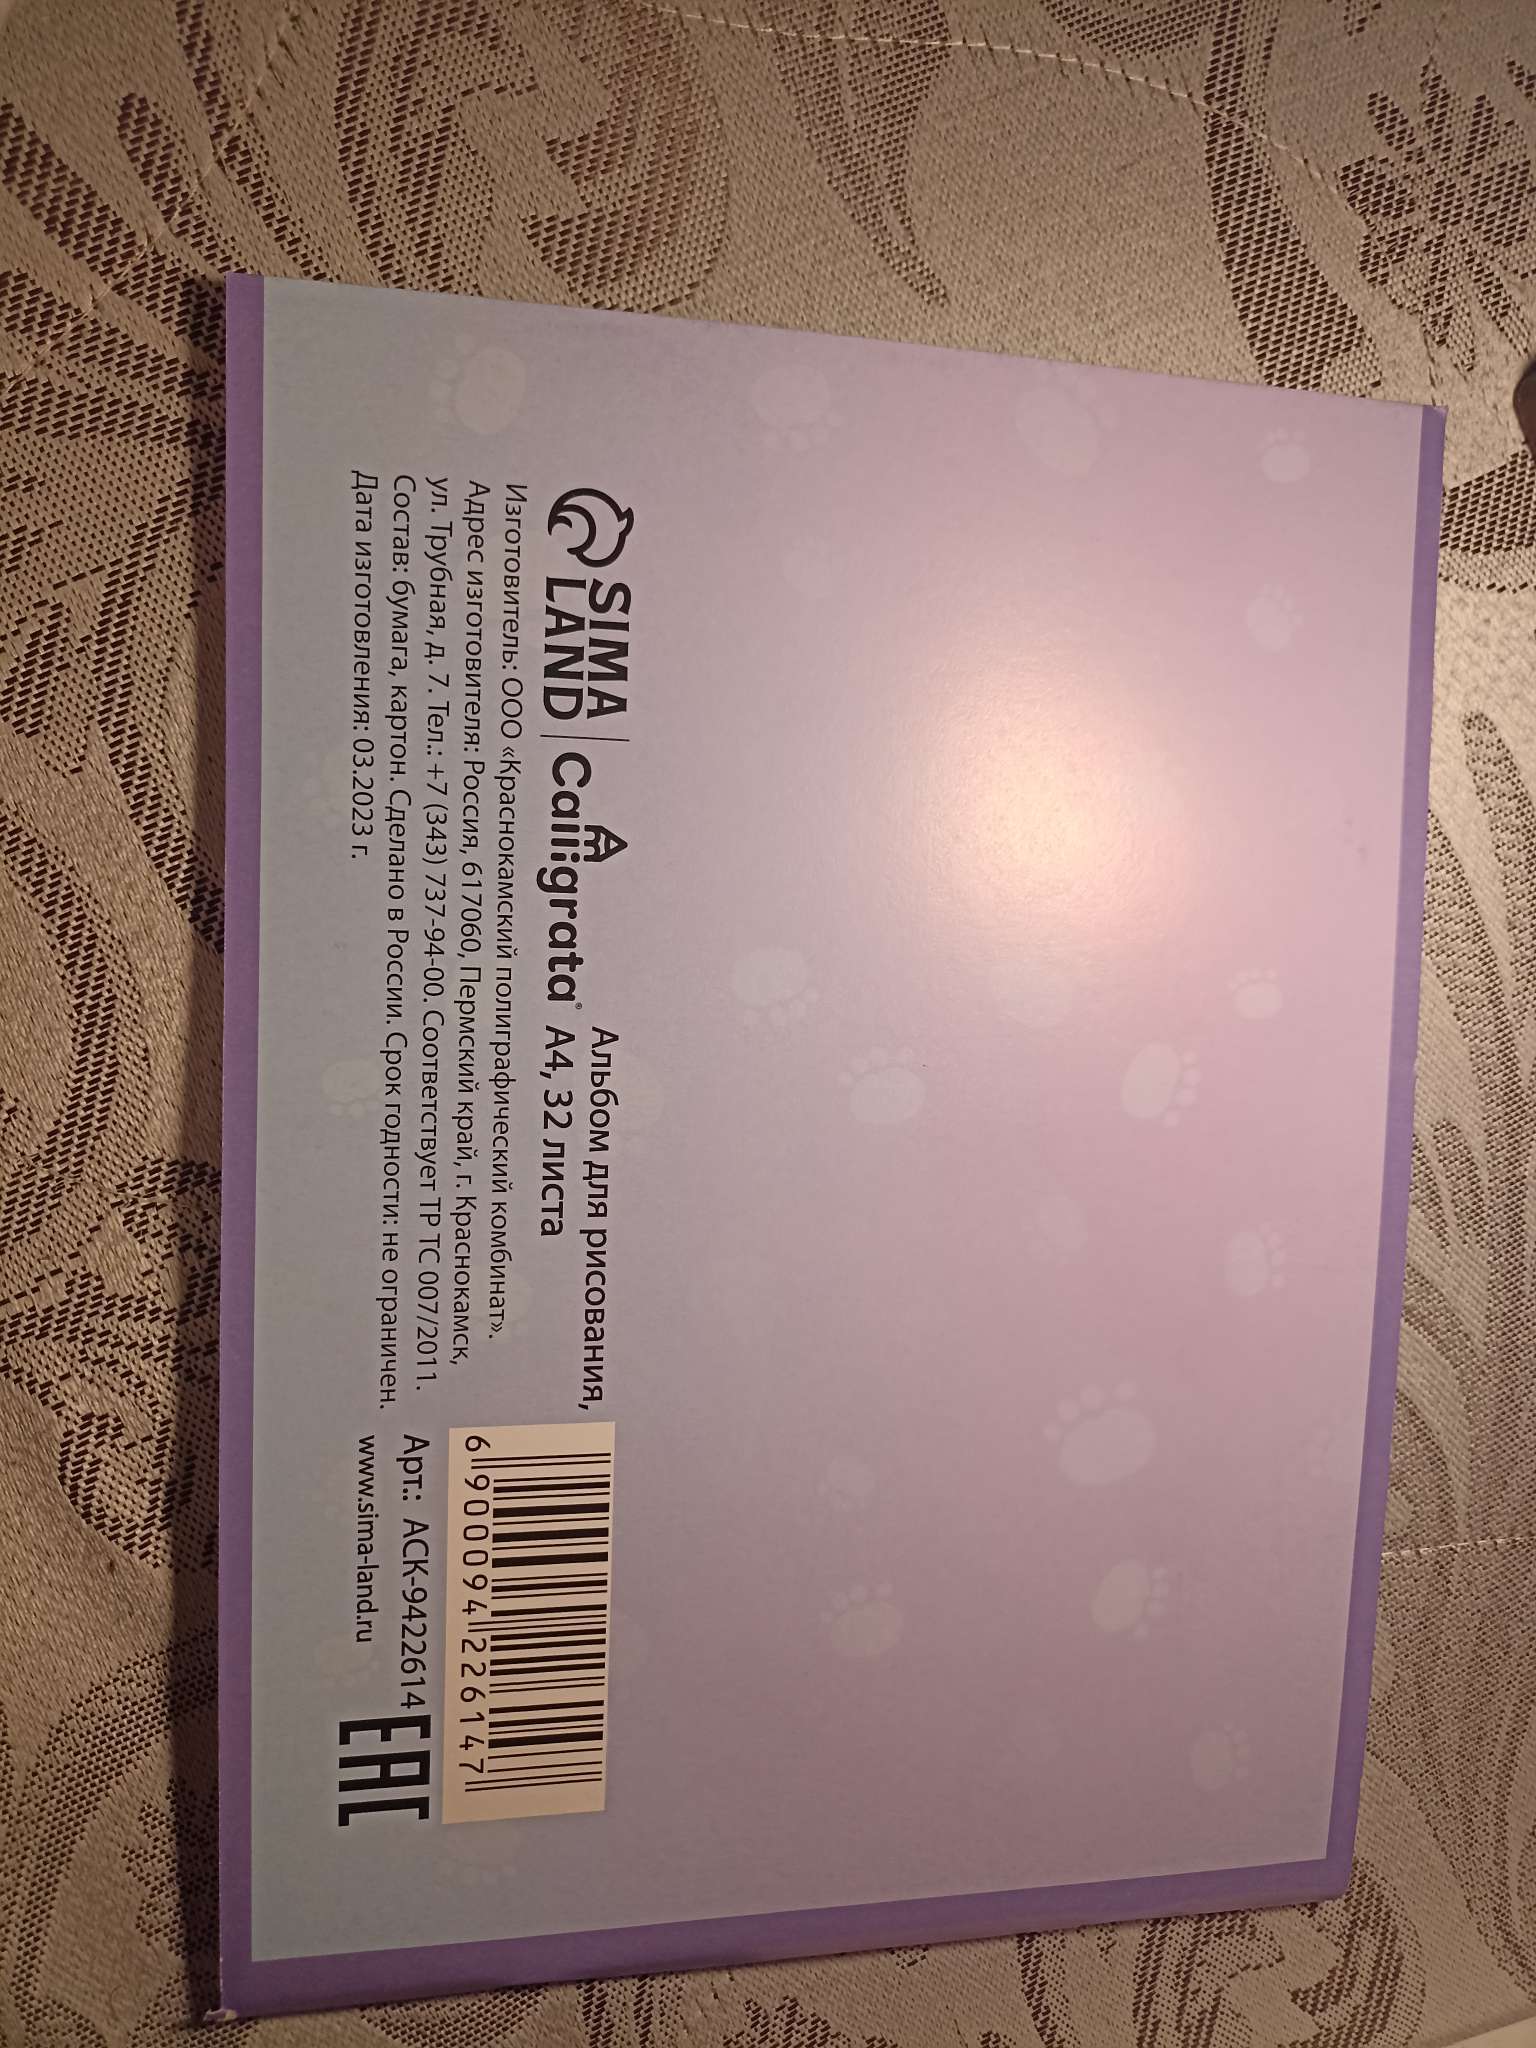 SIMA
LAND
Calligrata®
Альбом для рисования,
А4, 32 листа
Изготовитель: ООО «Краснокамский полиграфический комбинат».
Адрес изготовителя: Россия, 617060, Пермский край, г. Краснокамск,
ул. Трубная, д. 7. Тел.: +7 (343) 737-94-00. Соответствует ТР ТС 007/2011.
Состав: бумага, картон. Сделано в России. Срок годности: не ограничен.
Дата изготовления: 03.2023 г.
6 900094 226147
Арт.: АСК-9422614
www.sima-land.ru
EAC